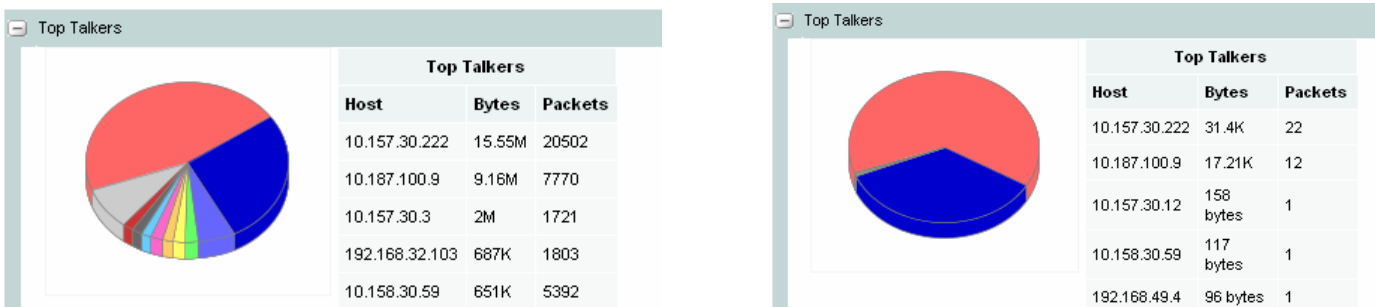 Top Talkers
Top Talkers
Host Bytes Packets
10.157.30.222 15.55M 20502
10.187.100.9 9.16M 7770
10.157.30.3 2M 1721
192.168.32.103 687K 1803
10.158.30.59 651K 5392
Top Talkers
Top Talkers
Host Bytes Packets
10.157.30.222 31.4K 22
10.187.100.9 17.21K 12
10.157.30.12 158 bytes 1
10.158.30.59 117 bytes 1
192.168.49.4 96 bytes 1